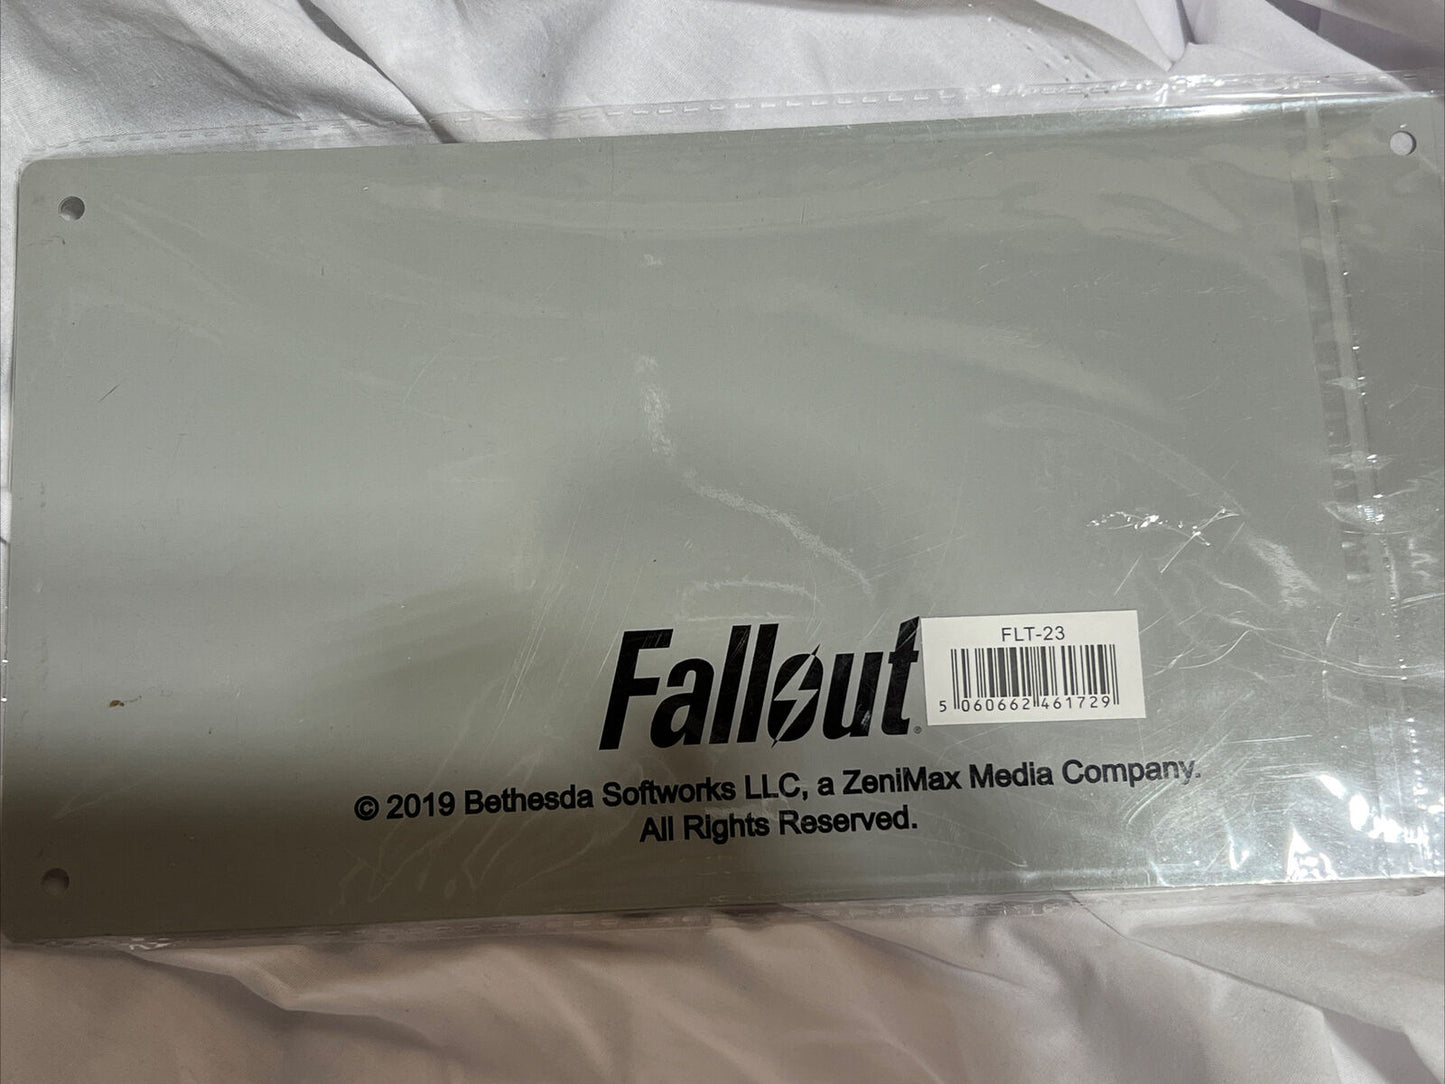 Fallout®
FLT-23
5 060662 461729
© 2019 Bethesda Softworks LLC, a ZeniMax Media Company.
All Rights Reserved.